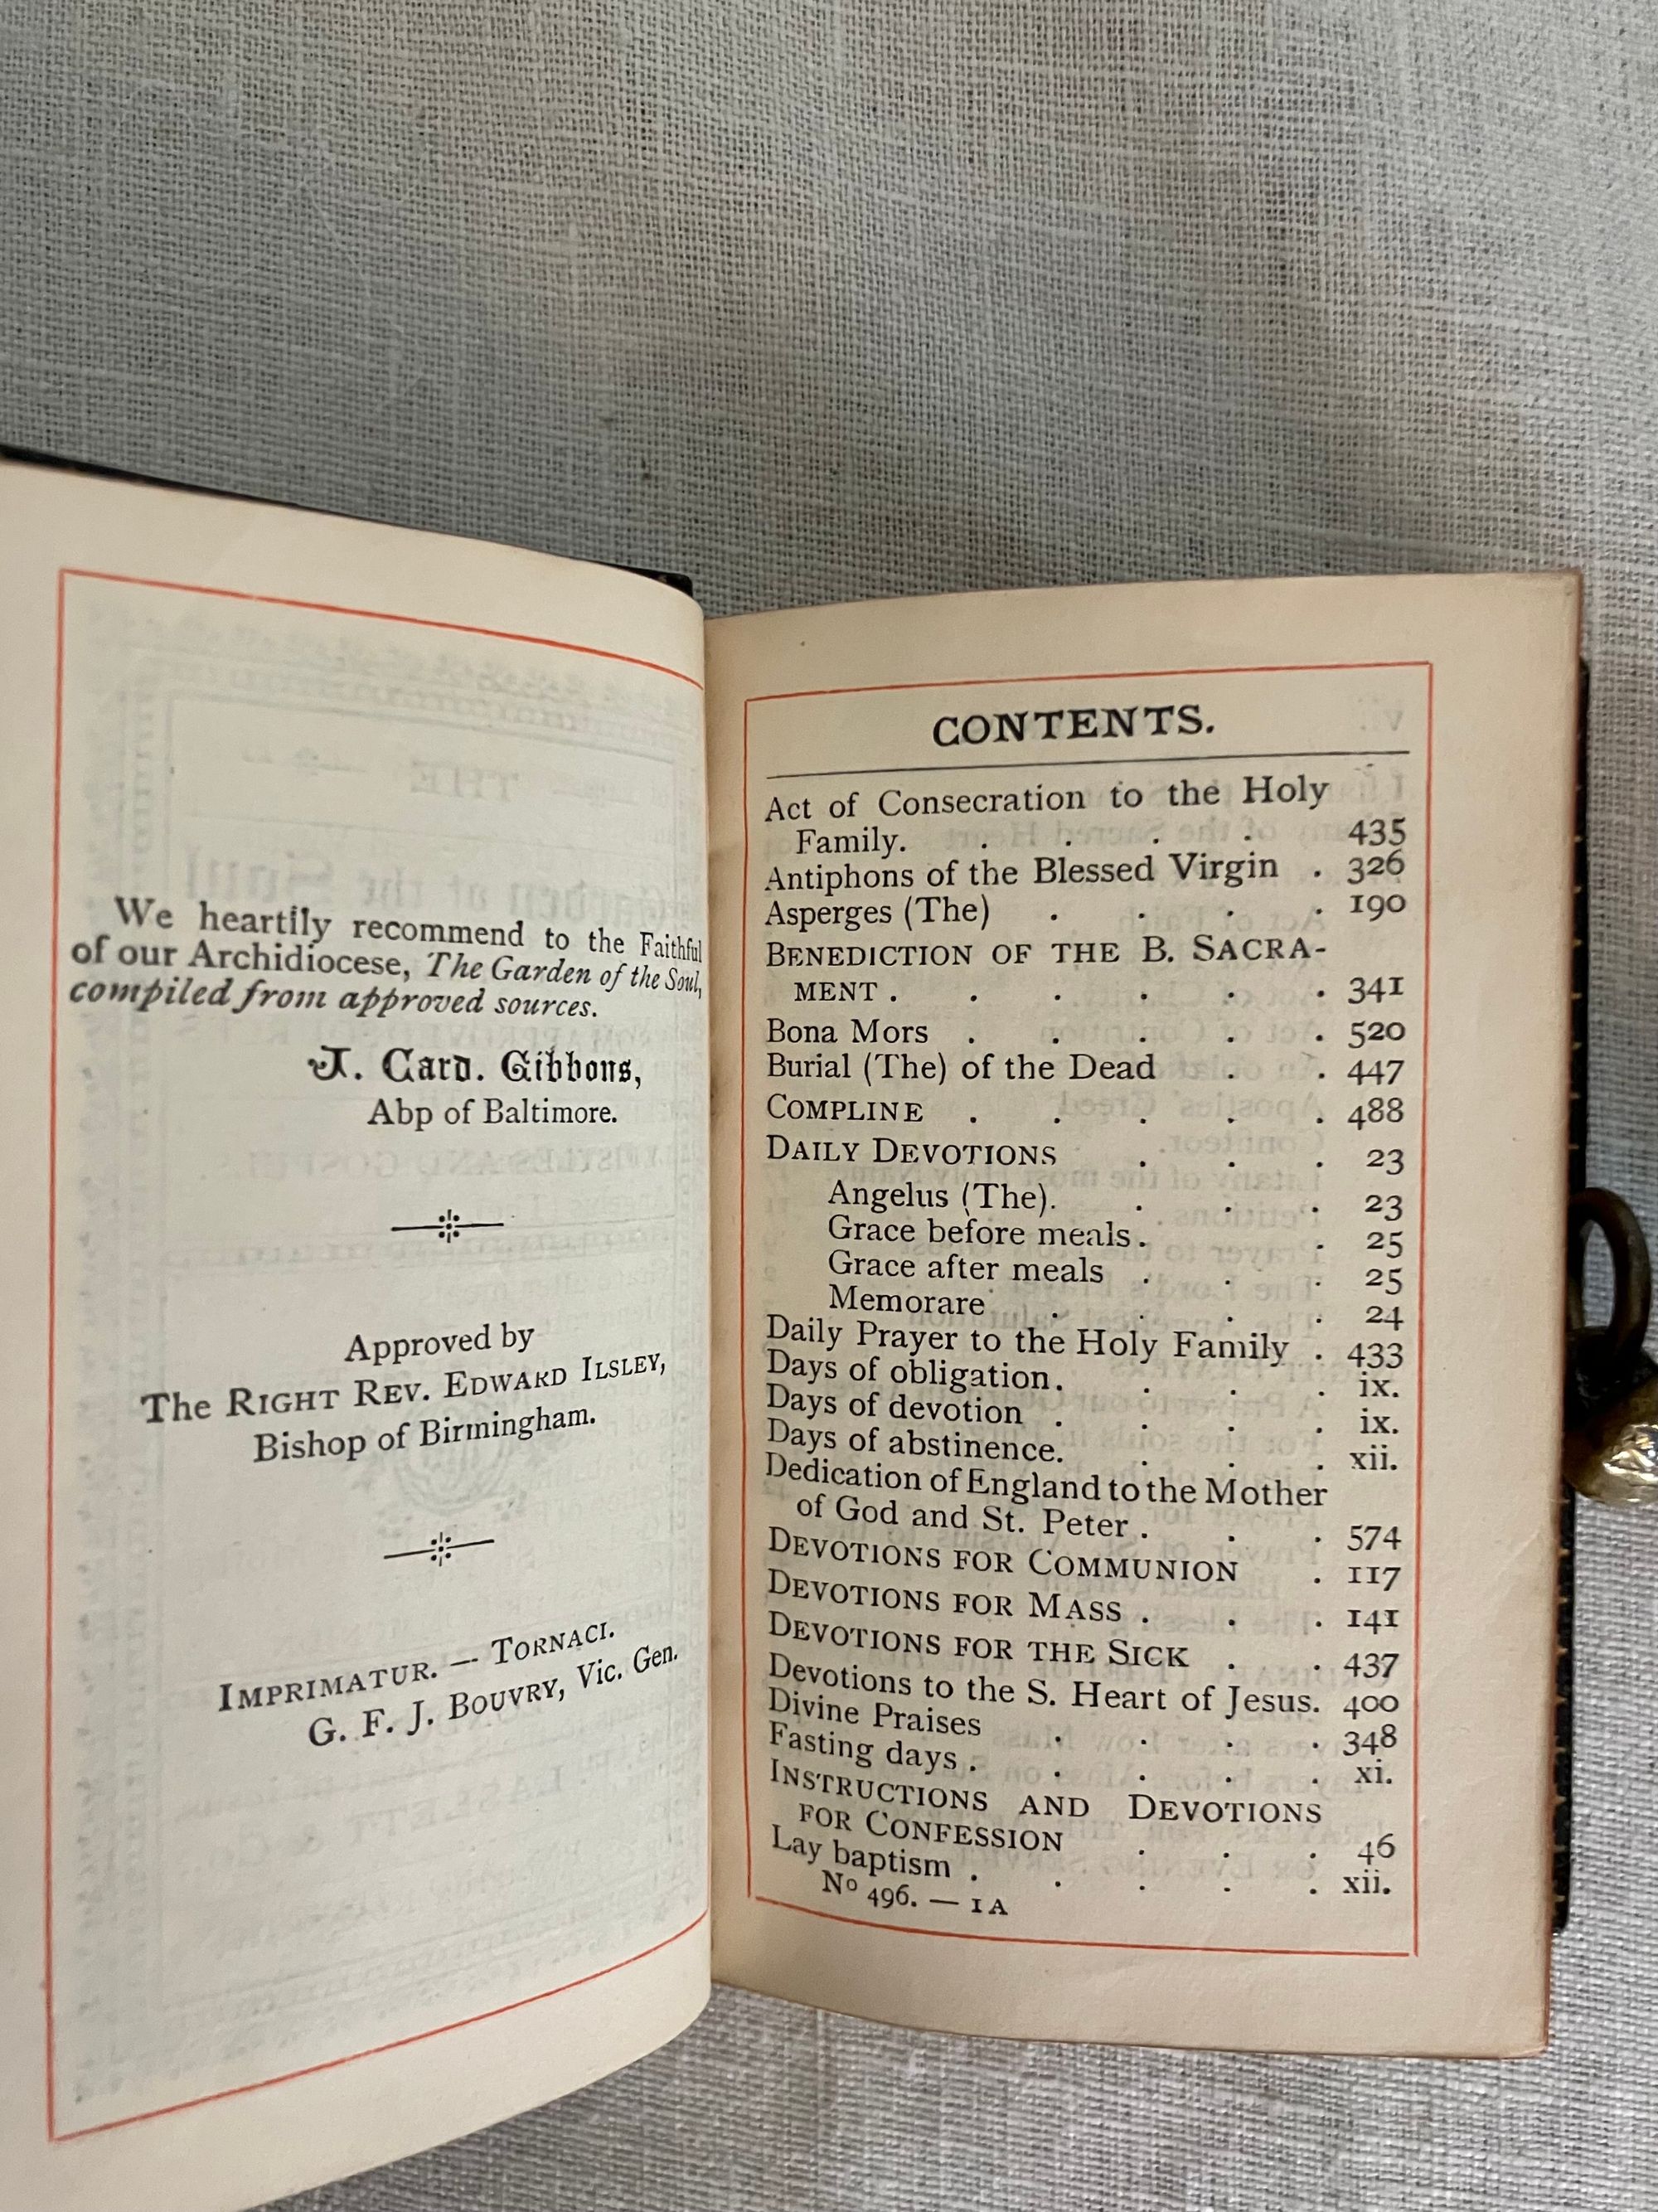 We heartily recommend to the Faithful
of our Archidiocese, The Garden of the Soul,
compiled from approved sources.
J. Card. Gibbons,
Abp of Baltimore.
Approved by
The Right Rev. Edward Ilsley,
Bishop of Birmingham.
Imprimatur. — Tornaci.
G. F. J. Bouvry, Vic. Gen.
CONTENTS.
Act of Consecration to the Holy
Family. . . . . 435
Antiphons of the Blessed Virgin . 326
Asperges (The) . . . . 190
Benediction of the B. Sacra-
ment . . . . . . 341
Bona Mors . . . . . 520
Burial (The) of the Dead . . 447
Compline . . . . . 488
Daily Devotions . . . 23
Angelus (The). . . . 23
Grace before meals . . 25
Grace after meals . . . 25
Memorare . . . . 24
Daily Prayer to the Holy Family . 433
Days of obligation. . . . ix.
Days of devotion . . . . ix.
Days of abstinence. . . . xii.
Dedication of England to the Mother
of God and St. Peter . . . 574
Devotions for Communion . 117
Devotions for Mass . . . 141
Devotions for the Sick . . 437
Devotions to the S. Heart of Jesus. 400
Divine Praises . . . . 348
Fasting days . . . . . xi.
Instructions and Devotions
for Confession . . . 46
Lay baptism . . . . . xii.
No 496. — 1A